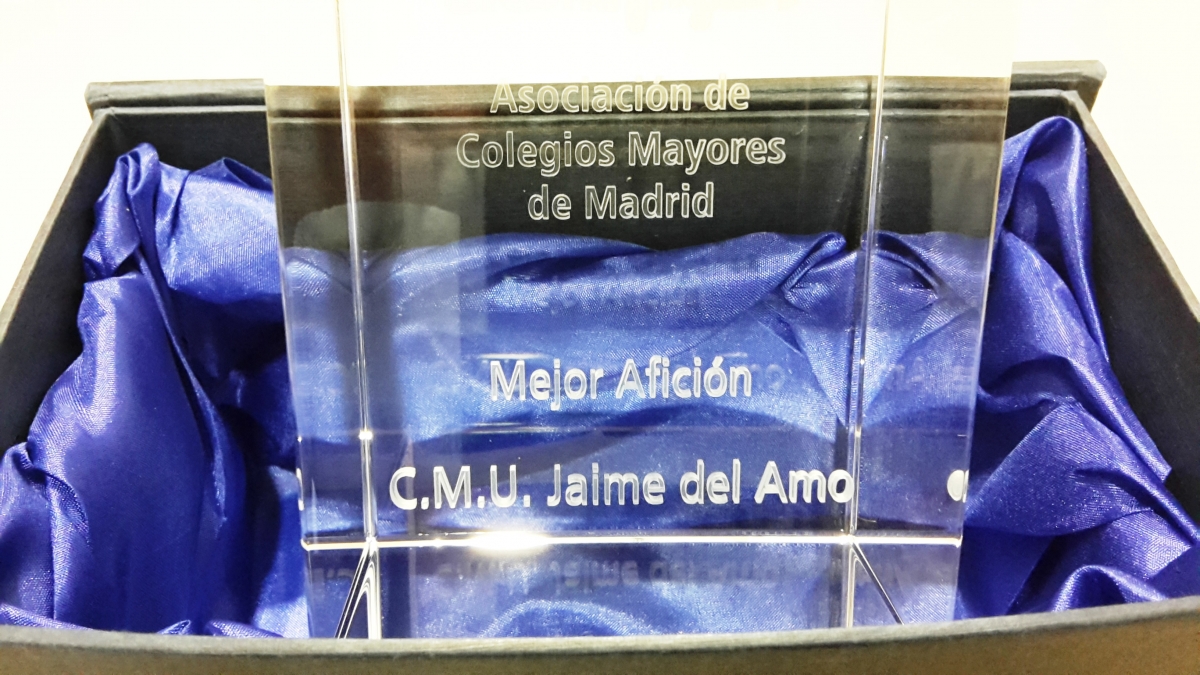 Asociación de
Colegios Mayores
de Madrid
Mejor Afición
C.M.U. Jaime del Amo